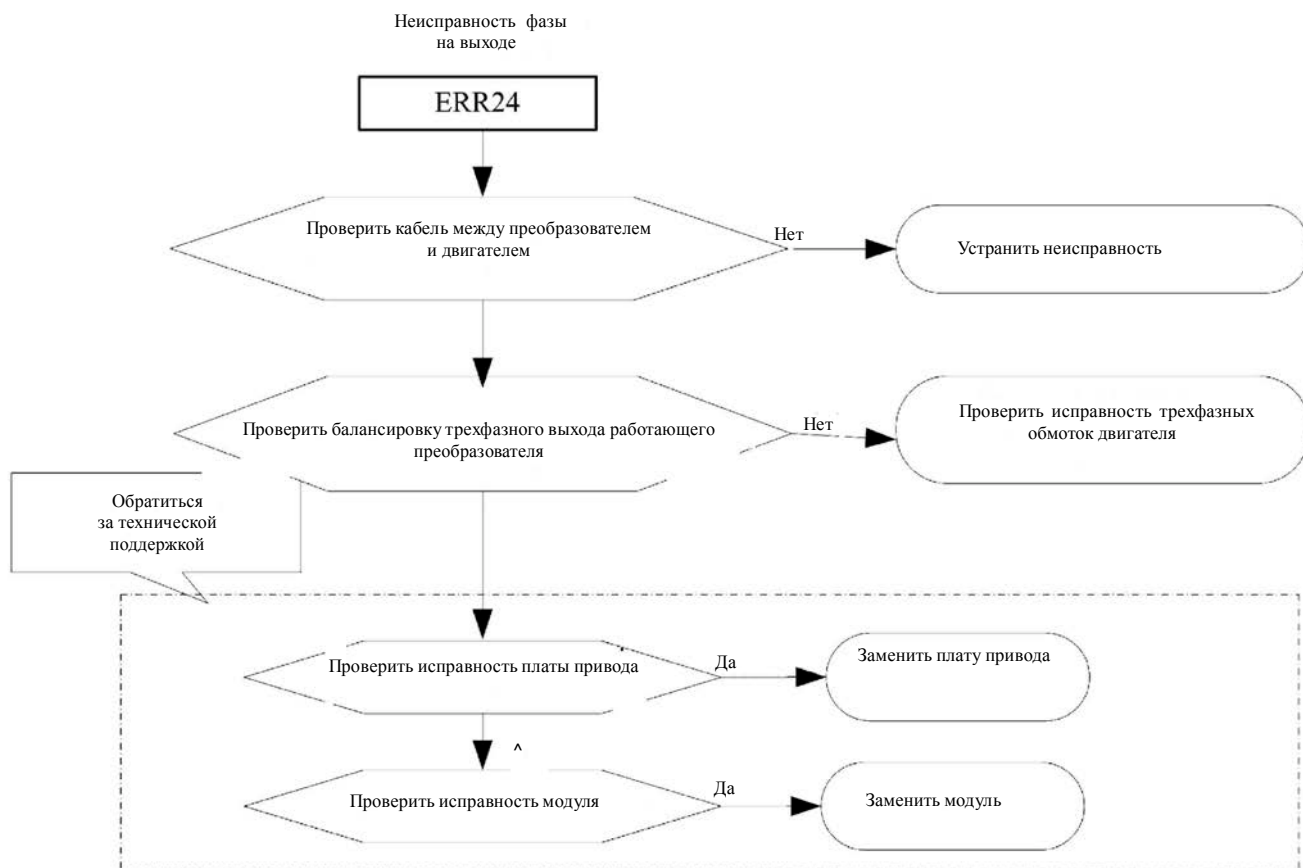 Неисправность фазы
на выходе
ERR24
Проверить кабель между преобразователем
и двигателем
Нет
Устранить неисправность
Проверить балансировку трехфазного выхода работающего
преобразователя
Нет
Проверить исправность трехфазных
обмоток двигателя
Обратиться
за технической
поддержкой
Проверить исправность платы привода
Да
Заменить плату привода
^
Проверить исправность модуля
Да
Заменить модуль